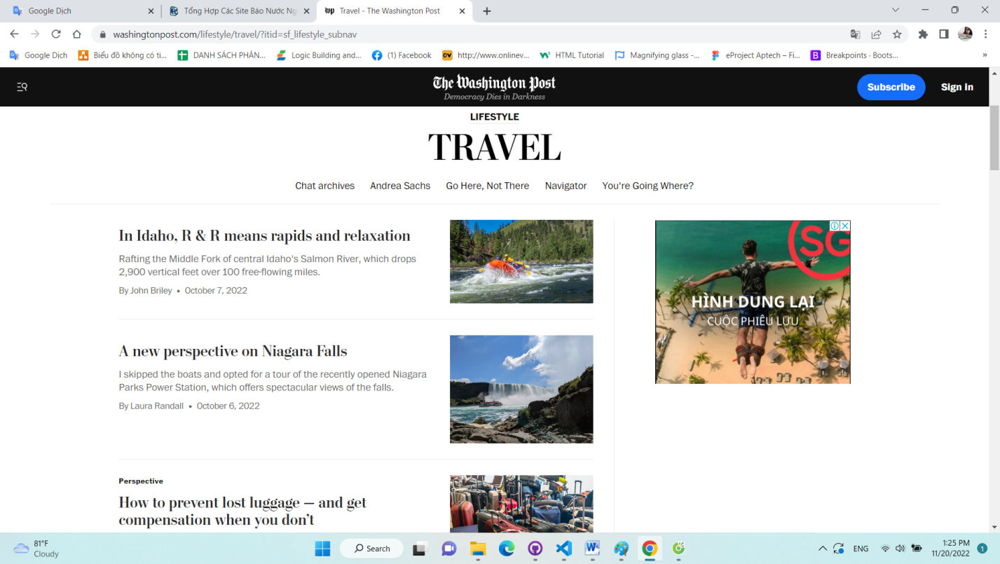 Google Dịch
Tổng Hợp Các Site Báo Nước Ng
Travel - The Washington Post
washingtonpost.com/lifestyle/travel/?itid=sf_lifestyle_subnav
Google Dịch
Biểu đồ không có ti...
DANH SÁCH PHÂN...
Logic Building and...
(1) Facebook
http://www.onlinev...
HTML Tutorial
Magnifying glass -...
eProject Aptech – Fi...
Breakpoints · Boots...
»
The Washington Post
Democracy Dies in Darkness
Subscribe
Sign in
LIFESTYLE
TRAVEL
Chat archives
Andrea Sachs
Go Here, Not There
Navigator
You're Going Where?
In Idaho, R & R means rapids and relaxation
Rafting the Middle Fork of central Idaho's Salmon River, which drops
2,900 vertical feet over 100 free-flowing miles.
By John Briley • October 7, 2022
SG
HÌNH DUNG LẠI
CUỘC PHIÊU LƯU
A new perspective on Niagara Falls
I skipped the boats and opted for a tour of the recently opened Niagara
Parks Power Station, which offers spectacular views of the falls.
By Laura Randall • October 6, 2022
Perspective
How to prevent lost luggage — and get
compensation when you don't
81°F
Cloudy
Search
ENG
1:25 PM
11/20/2022
1